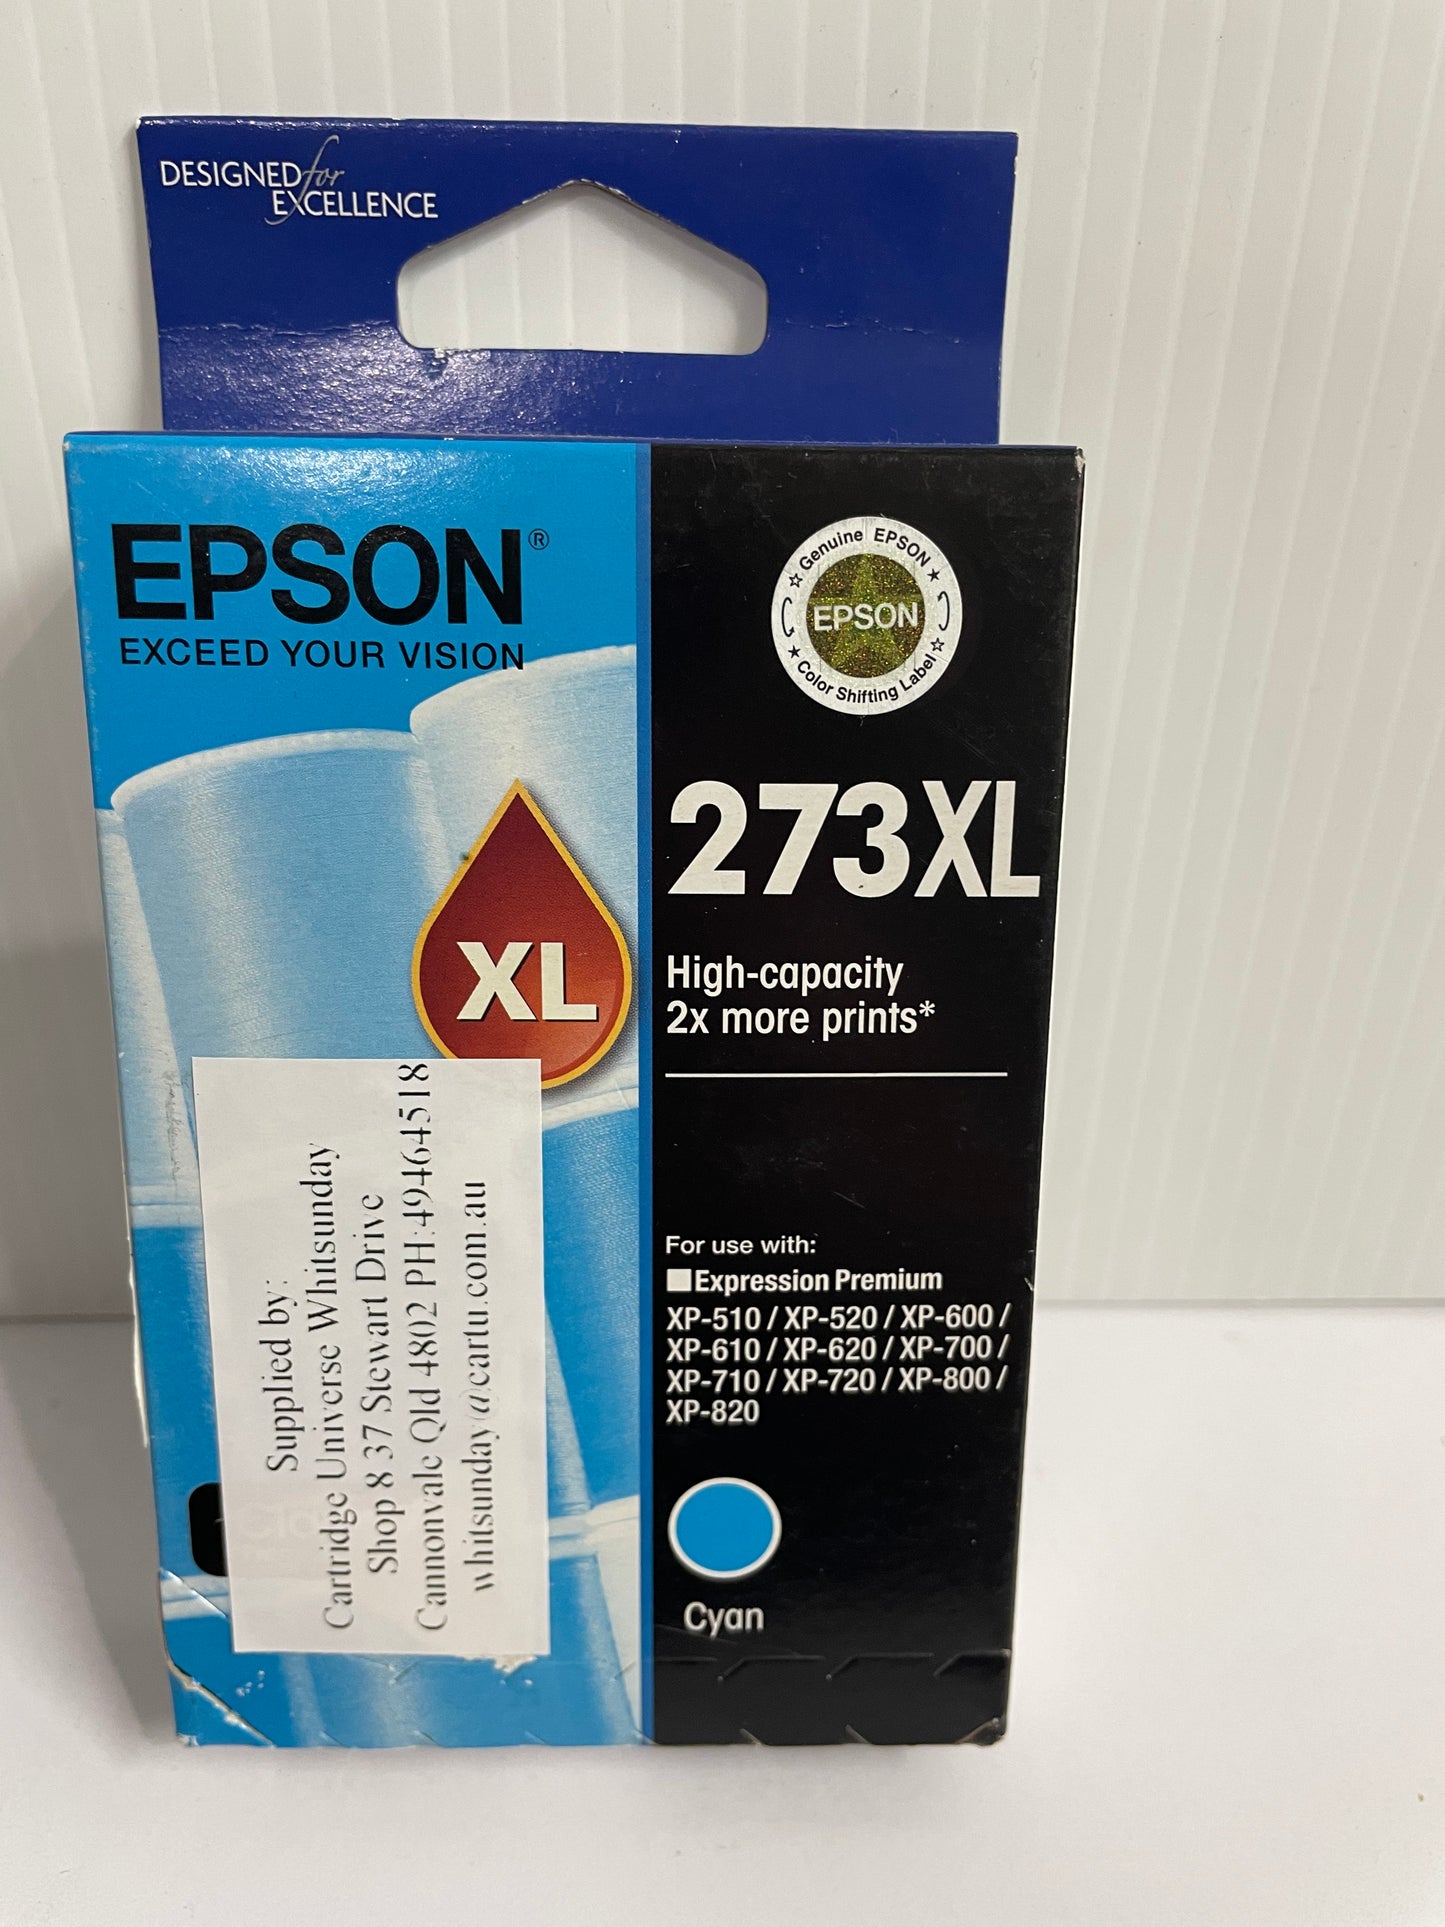 DESIGNED for
EXCELLENCE
EPSON®
EXCEED YOUR VISION
Genuine EPSON
EPSON
Color Shifting Label
273XL
High-capacity
2x more prints*
XL
For use with:
Expression Premium
XP-510 / XP-520 / XP-600 /
XP-610 / XP-620 / XP-700 /
XP-710 / XP-720 / XP-800 /
XP-820
Cyan
Supplied by:
Cartridge Universe Whitsunday
Shop 8 37 Stewart Drive
Cannonvale Qld 4802 PH:49464518
whitsunday@cartu.com.au